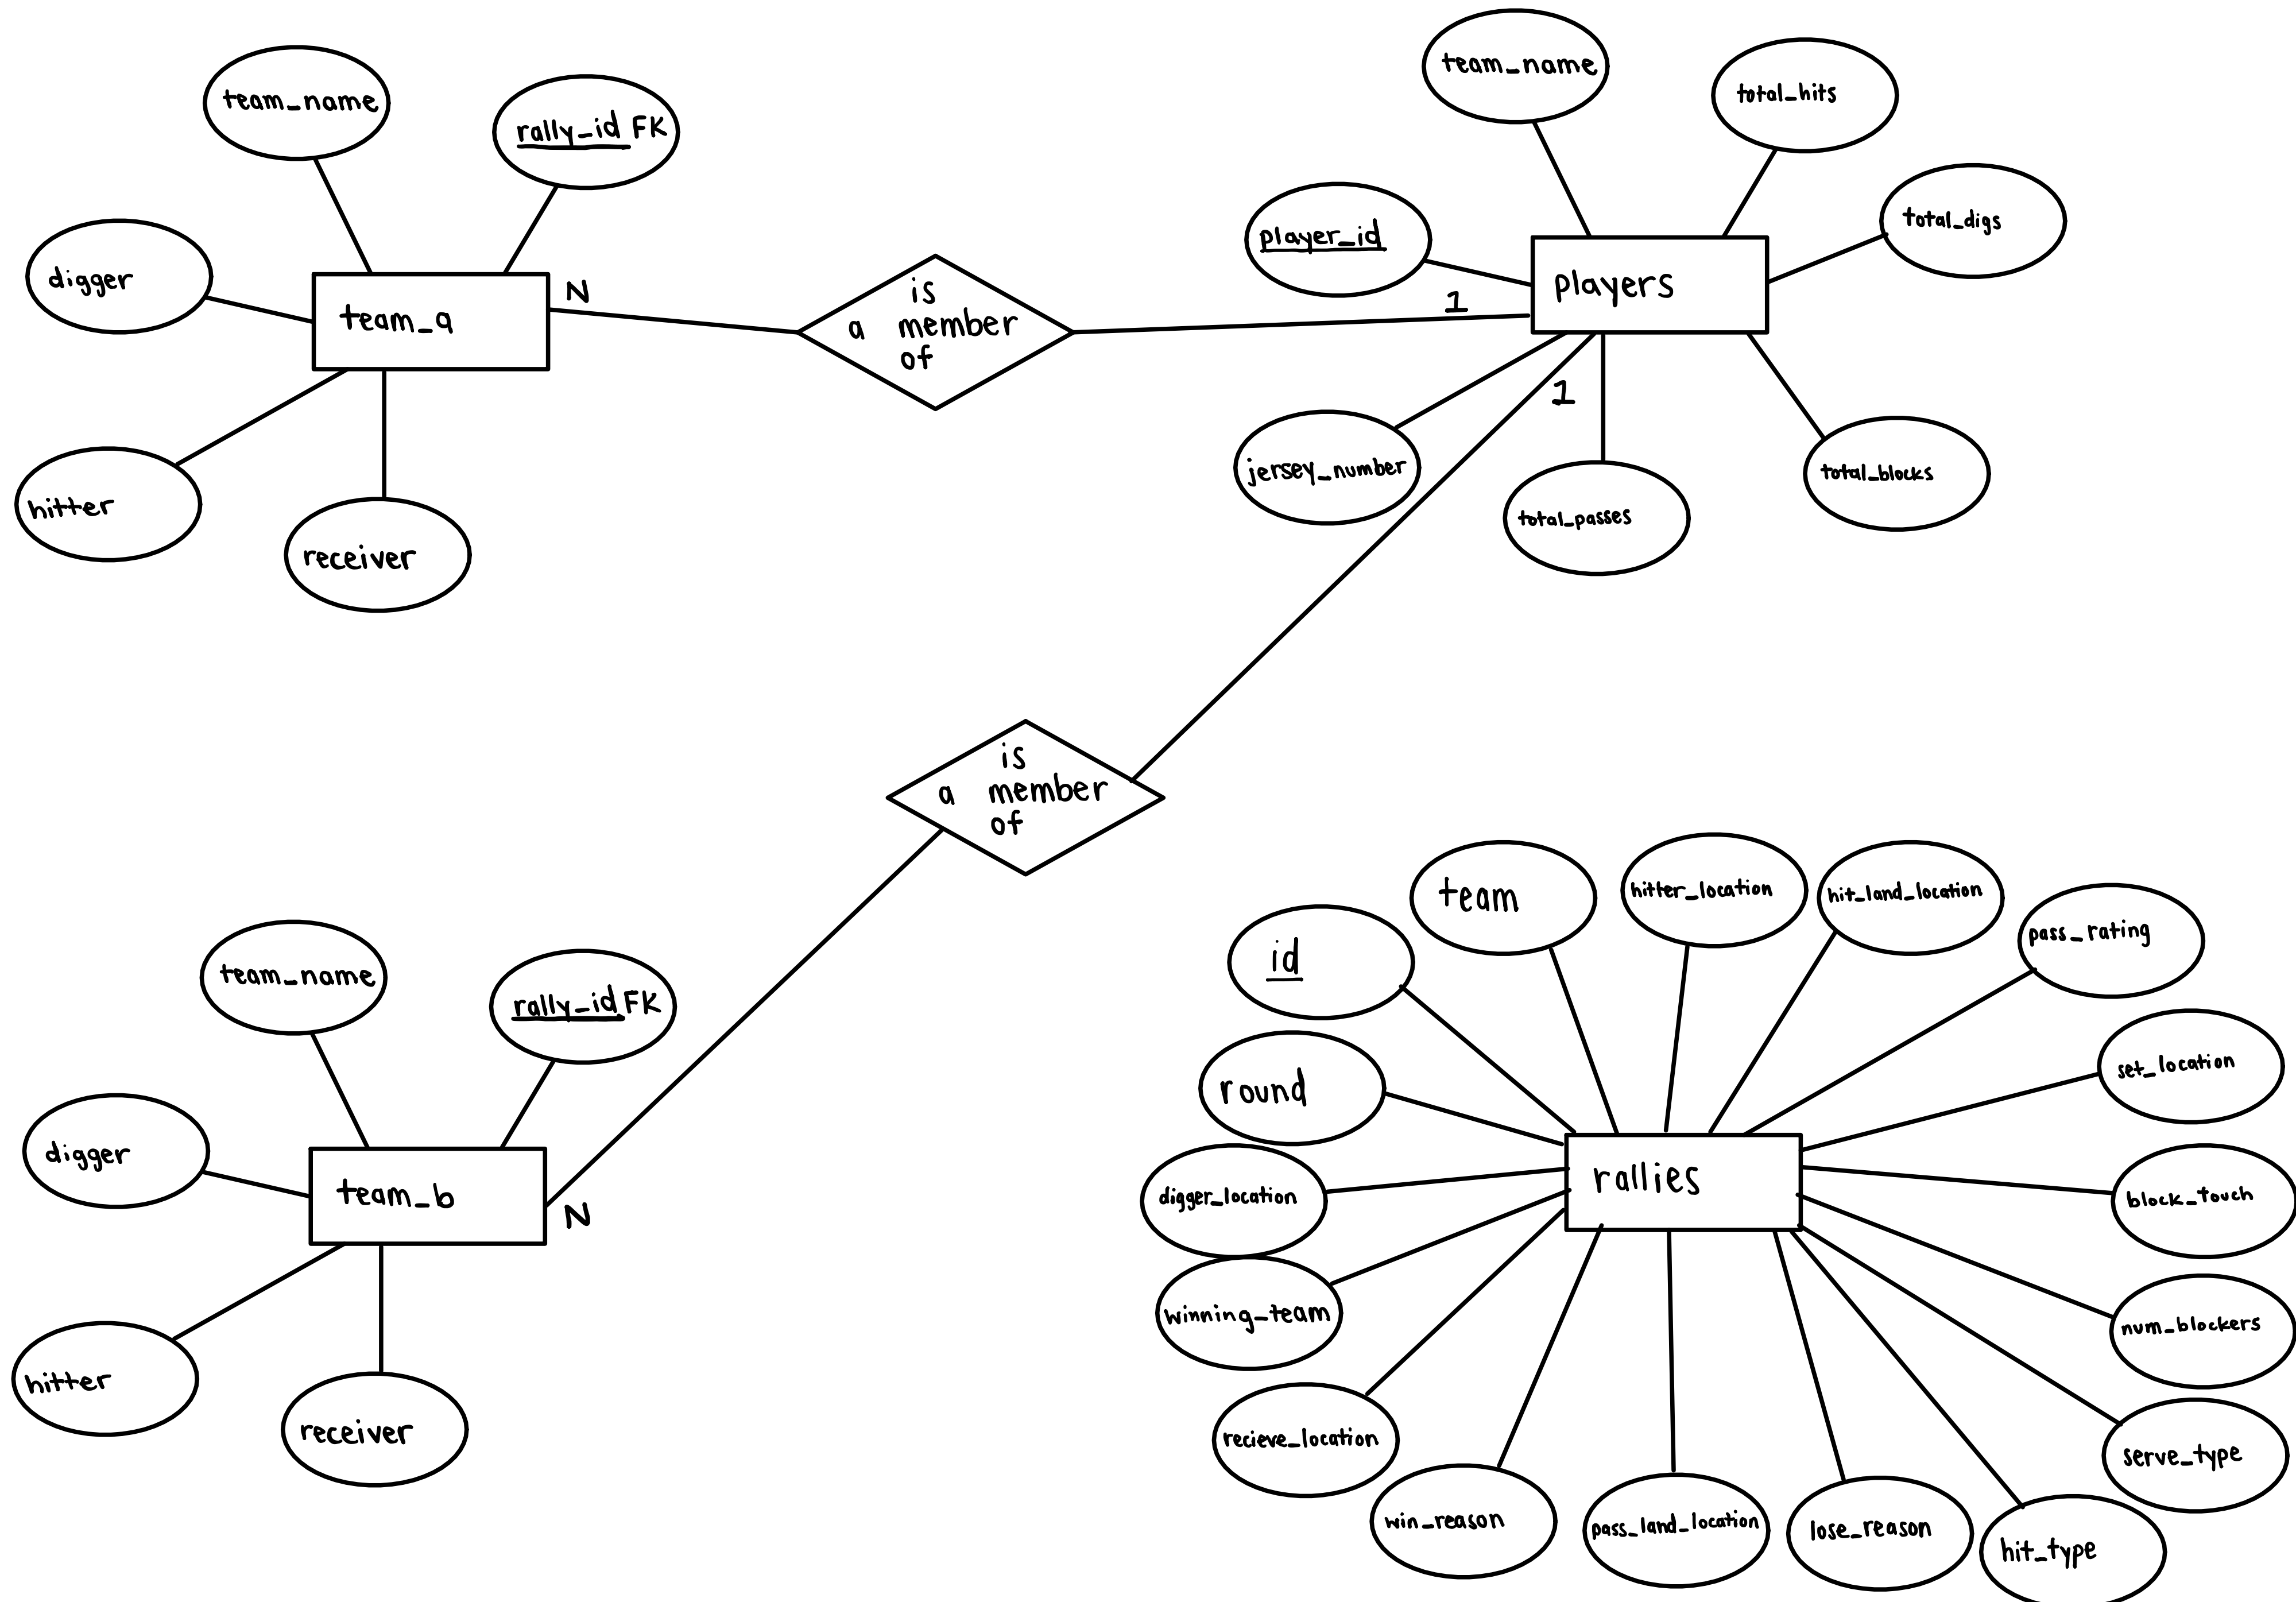 team_name
rally_id FK
digger
team_a
hitter
receiver
N
is
a member
of
1
team_name
total_hits
player_id
total_digs
players
jersey_number
1
total_passes
total_blocks
is
a member
of
team_name
rally_id FK
digger
team_b
N
hitter
receiver
id
team
hitter_location
hit_land_location
pass_rating
round
set_location
digger_location
rallies
block_touch
winning_team
num_blockers
recieve_location
serve_type
win_reason
pass_land_location
lose_reason
hit_type